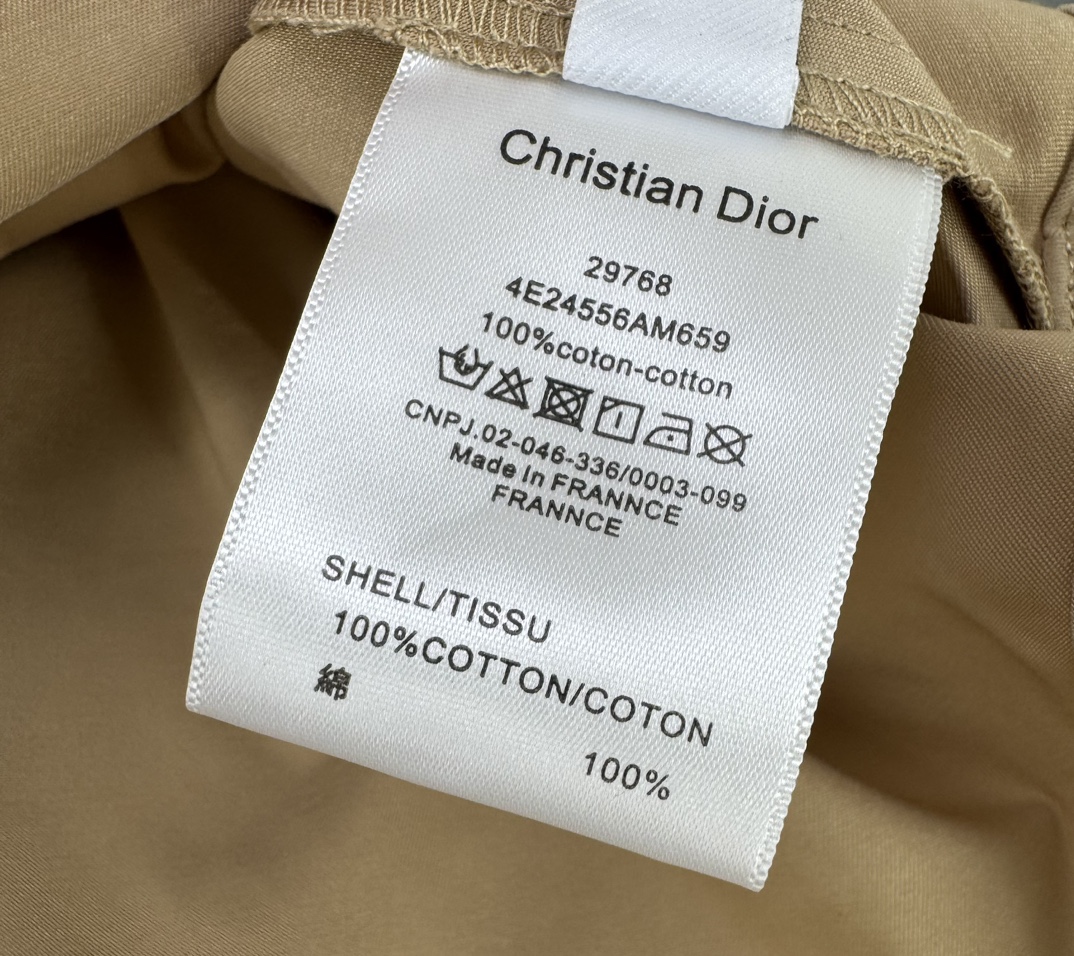 Christian Dior
29768
4E24556AM659
100%coton-cotton
CNPJ.02-046-336/0003-099
Made In FRANNCE
FRANNCE
SHELL/TISSU
100%COTTON/COTON
綿
100%